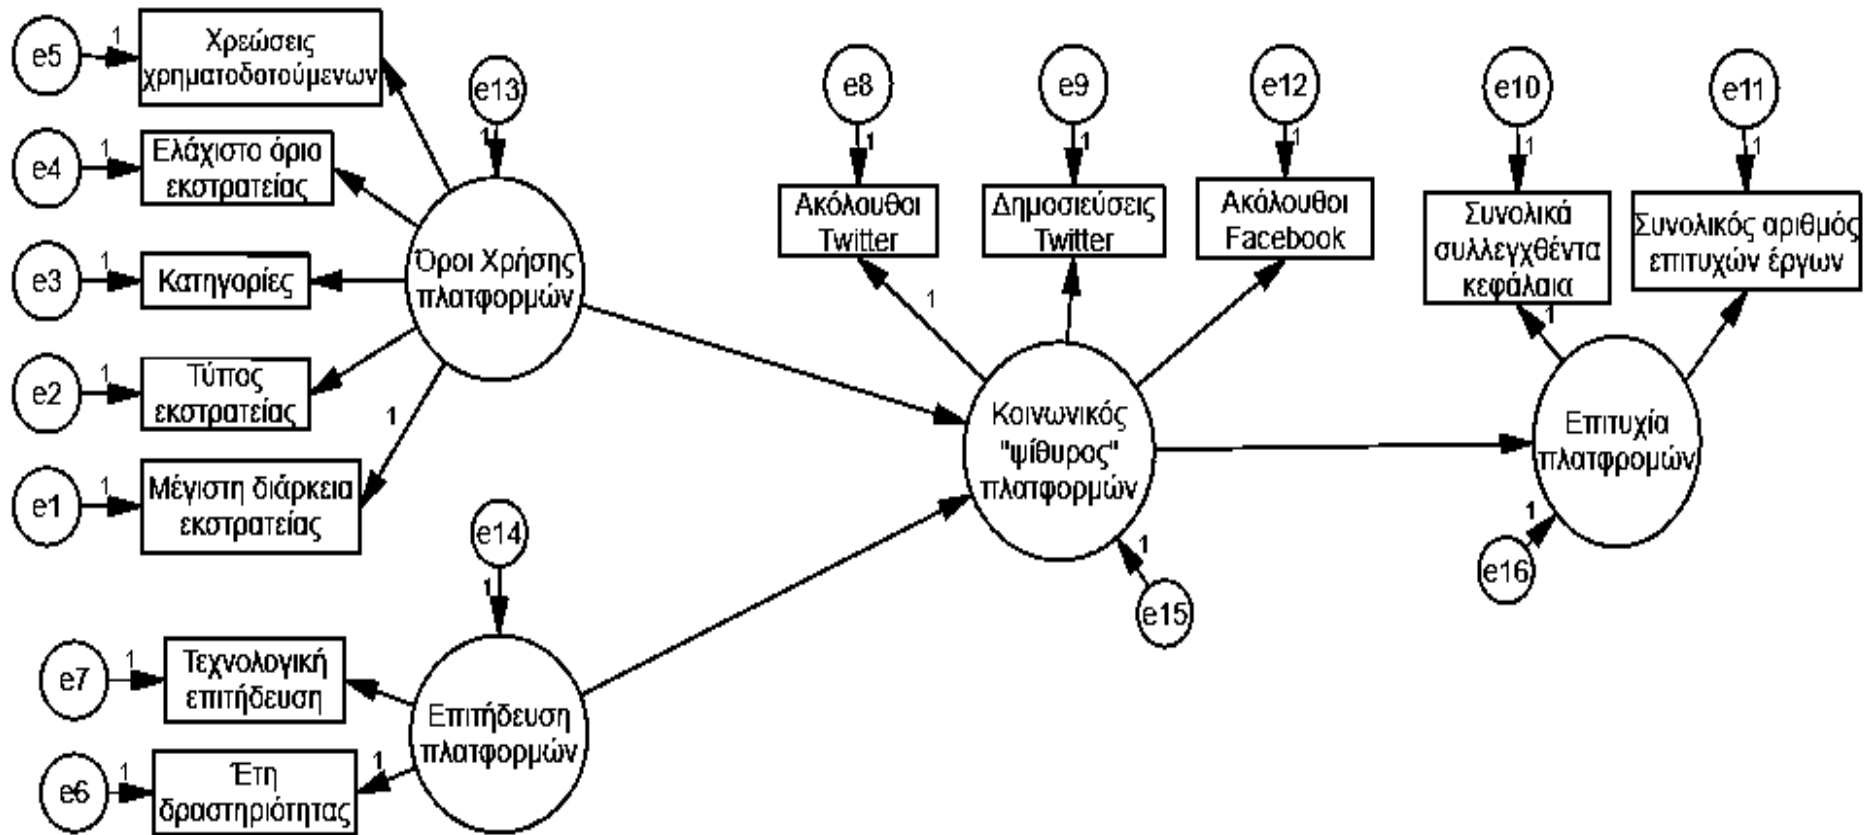 e5
1
Χρεώσεις
χρηματοδοτούμενων
e13
1
e4
1
Ελάχιστο όριο
εκστρατείας
e3
1
Κατηγορίες
Όροι Χρήσης
πλατφορμών
e2
1
Τύπος
εκστρατείας
1
e1
1
Μέγιστη διάρκεια
εκστρατείας
e14
1
e7
1
Τεχνολογική
επιτήδευση
Επιτήδευση
πλατφορμών
e6
1
Έτη
δραστηριότητας
1
e8
1
Ακόλουθοι
Twitter
1
e9
1
Δημοσιεύσεις
Twitter
e12
1
Ακόλουθοι
Facebook
Κοινωνικός
"ψίθυρος"
πλατφορμών
1
e15
e10
1
Συνολικά
συλλεγχθέντα
κεφάλαια
1
e11
1
Συνολικός αριθμός
επιτυχών έργων
Επιτυχία
πλατφρομών
1
e16